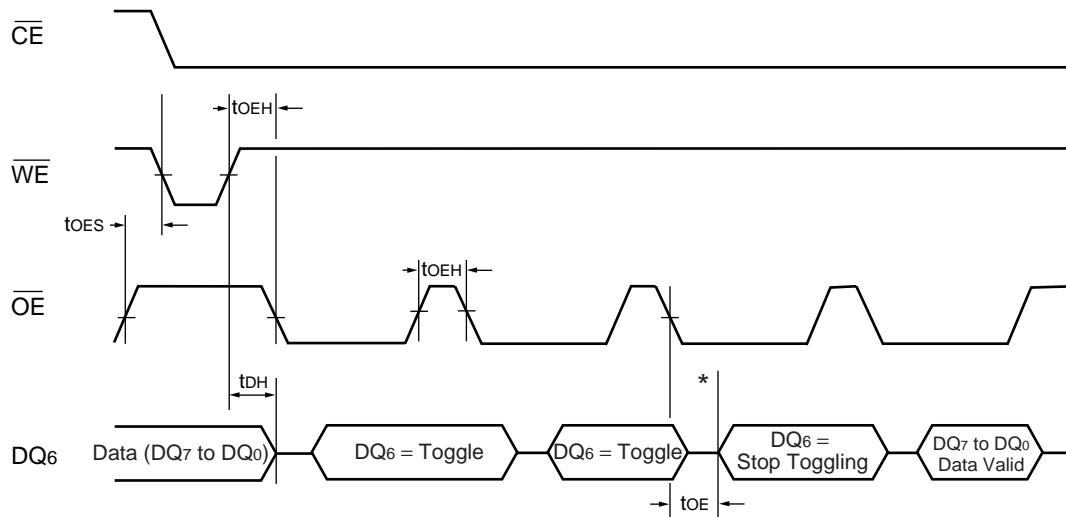 CE
tOEH
WE
tOES
tOEH
OE
tDH
*
DQ6
Data (DQ7 to DQ0)
DQ6 = Toggle
DQ6 = Toggle
DQ6 =
Stop Toggling
DQ7 to DQ0
Data Valid
tOE